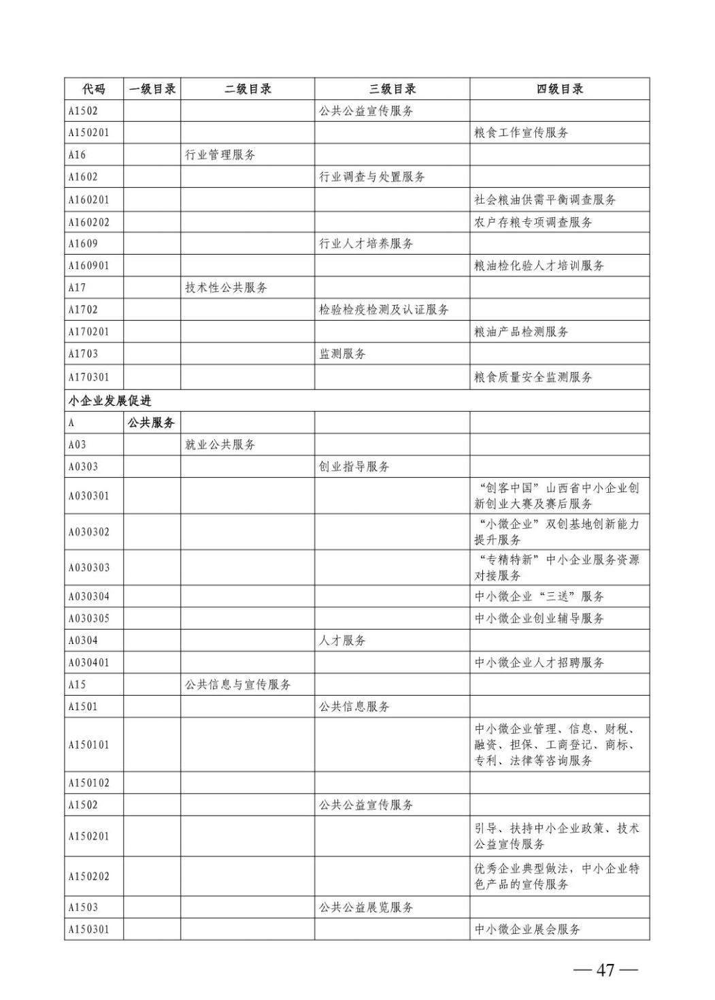 代码 一级目录 二级目录 三级目录 四级目录
A1502 公共公益宣传服务
A150201 粮食工作宣传服务
A16 行业管理服务
A1602 行业调查与处置服务
A160201 社会粮油供需平衡调查服务
A160202 农户存粮专项调查服务
A1609 行业人才培养服务
A160901 粮油检化验人才培训服务
A17 技术性公共服务
A1702 检验检疫检测及认证服务
A170201 粮油产品检测服务
A1703 监测服务
A170301 粮食质量安全监测服务
小企业发展促进
A 公共服务
A03 就业公共服务
A0303 创业指导服务
A030301 “创客中国”山西省中小企业创
新创业大赛及赛后服务
A030302 “小微企业”双创基地创新能力
提升服务
A030303 “专精特新”中小企业服务资源
对接服务
A030304 中小微企业“三送”服务
A030305 中小微企业创业辅导服务
A0304 人才服务
A030401 中小微企业人才招聘服务
A15 公共信息与宣传服务
A1501 公共信息服务
中小微企业管理、信息、财税、
A150101 融资、担保、工商登记、商标、
专利、法律等咨询服务
A150102
A1502 公共公益宣传服务
A150201 引导、扶持中小企业政策、技术
公益宣传服务
A150202 优秀企业典型做法，中小企业特
色产品的宣传服务
A1503 公共公益展览服务
A150301 中小微企业展会服务
— 47 —